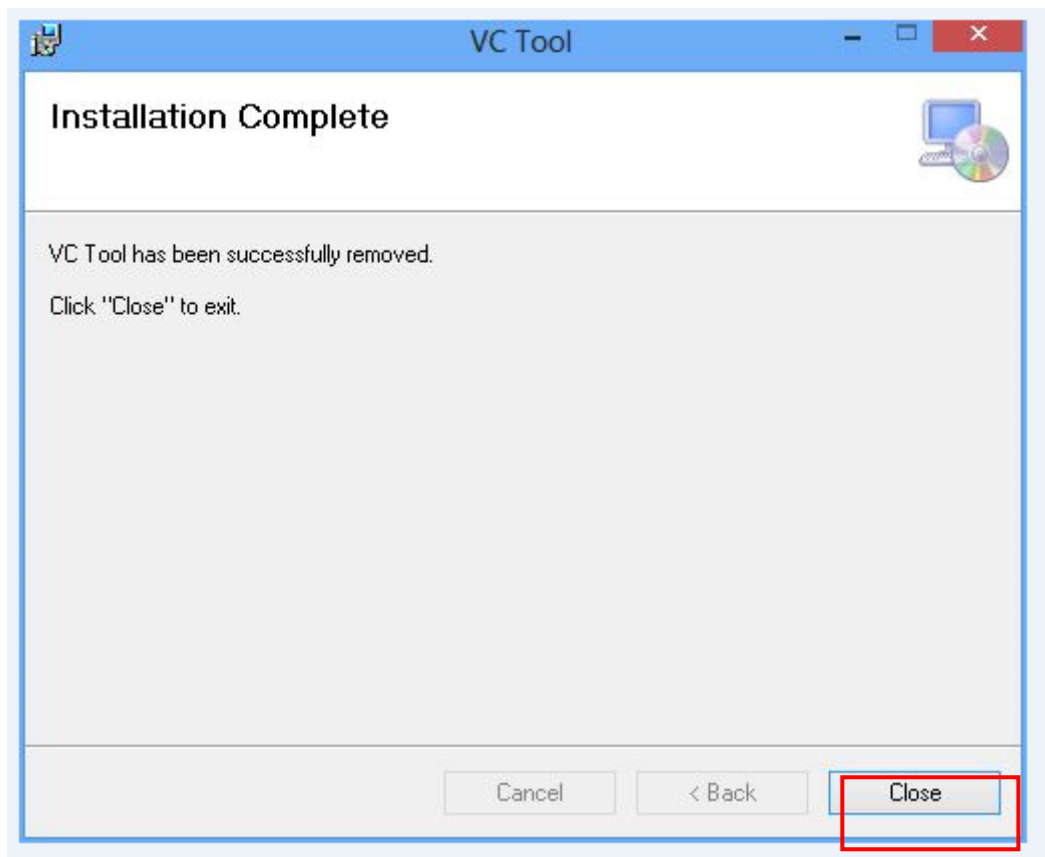 VC Tool
Installation Complete
VC Tool has been successfully removed.
Click "Close" to exit.
Cancel
< Back
Close